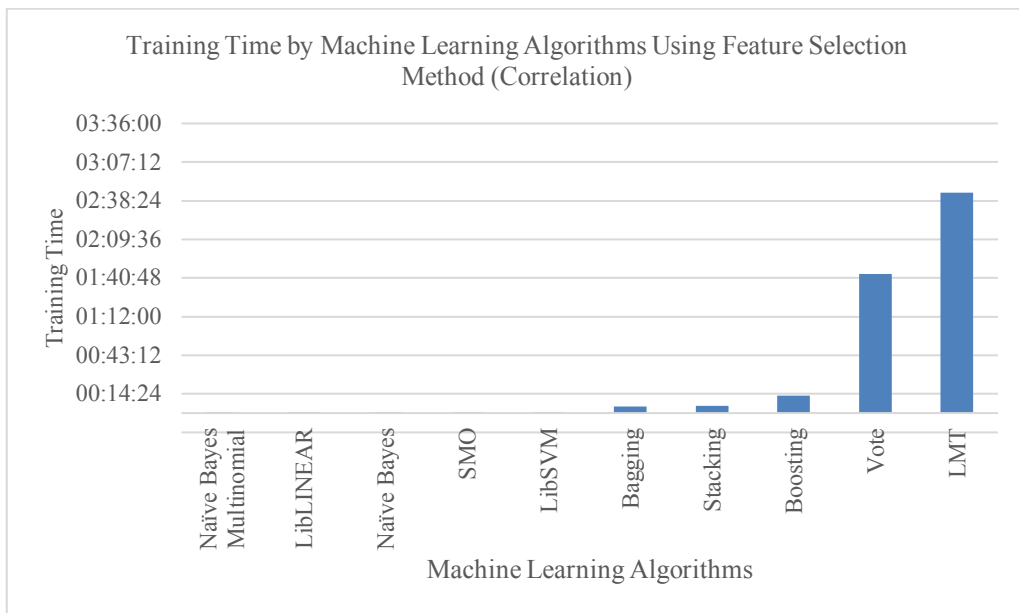 Training Time by Machine Learning Algorithms Using Feature Selection
Method (Correlation)
Training Time
03:36:00
03:07:12
02:38:24
02:09:36
01:40:48
01:12:00
00:43:12
00:14:24
Naïve Bayes
Multinomial
LibLINEAR
Naïve Bayes
SMO
LibSVM
Bagging
Stacking
Boosting
Vote
LMT
Machine Learning Algorithms